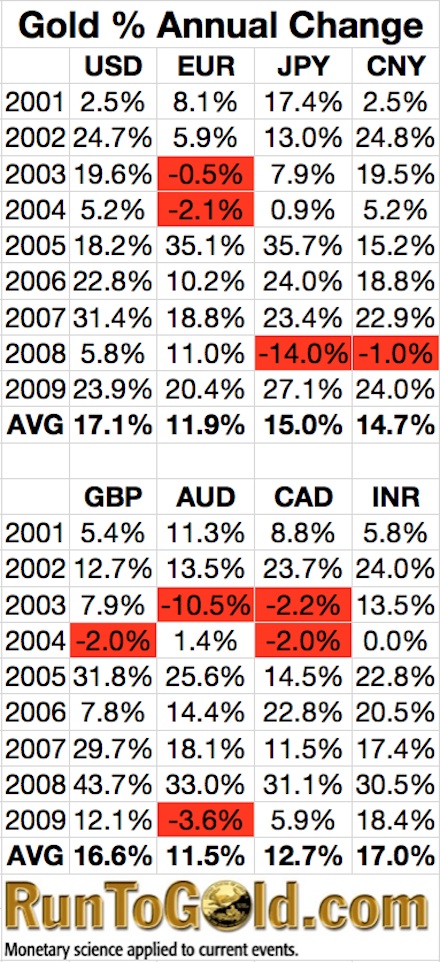 Gold % Annual Change
USD EUR JPY CNY
2001 2.5% 8.1% 17.4% 2.5%
2002 24.7% 5.9% 13.0% 24.8%
2003 19.6% -0.5% 7.9% 19.5%
2004 5.2% -2.1% 0.9% 5.2%
2005 18.2% 35.1% 35.7% 15.2%
2006 22.8% 10.2% 24.0% 18.8%
2007 31.4% 18.8% 23.4% 22.9%
2008 5.8% 11.0% -14.0% -1.0%
2009 23.9% 20.4% 27.1% 24.0%
AVG 17.1% 11.9% 15.0% 14.7%
GBP AUD CAD INR
2001 5.4% 11.3% 8.8% 5.8%
2002 12.7% 13.5% 23.7% 24.0%
2003 7.9% -10.5% -2.2% 13.5%
2004 -2.0% 1.4% -2.0% 0.0%
2005 31.8% 25.6% 14.5% 22.8%
2006 7.8% 14.4% 22.8% 20.5%
2007 29.7% 18.1% 11.5% 17.4%
2008 43.7% 33.0% 31.1% 30.5%
2009 12.1% -3.6% 5.9% 18.4%
AVG 16.6% 11.5% 12.7% 17.0%
RunToGold.com
Monetary science applied to current events.